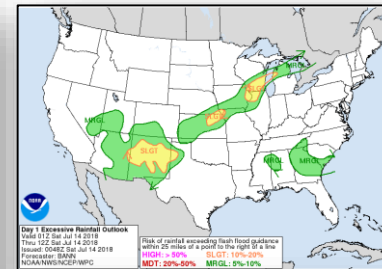 MRGL
MRGL
SLGT
SLGT
SLGT
MRGL
MRGL
NOAA
Day 1 Excessive Rainfall Outlook
Valid 01Z Sat Jul 14 2018
Thru 12Z Sat Jul 14 2018
Issued: 0048Z Sat Jul 14 2018
Forecaster: BANN
NOAA/NWS/NCEP/WPC
Risk of rainfall exceeding flash flood guidance
within 25 miles of a point to the right of a line
HIGH: > 50% SLGT: 10%-20%
MDT: 20%-50% MRGL: 5%-10%